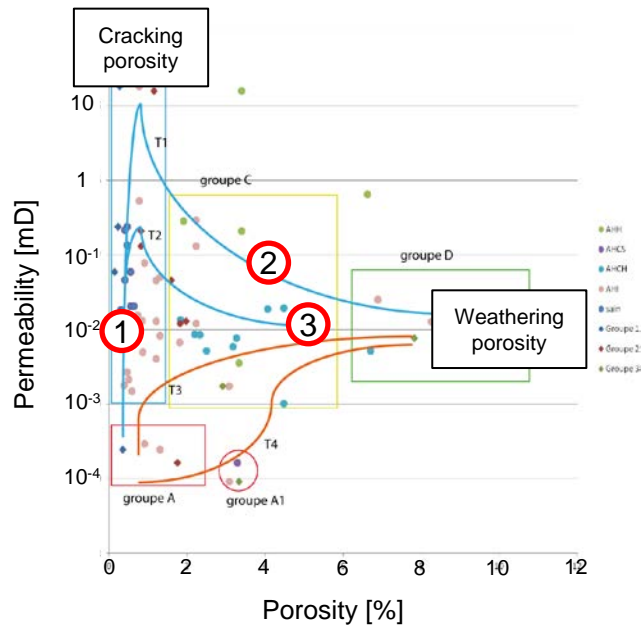 Cracking
porosity
10
1
10-1
10-2
10-3
10-4
Permeability [mD]
T1
T2
T3
T4
groupe C
groupe D
groupe A
groupe A1
1
2
3
Weathering
porosity
AHH
AHCS
AHCH
AHI
sain
Groupe 1
Groupe 2
Groupe 3
0
2
4
6
8
10
12
Porosity [%]